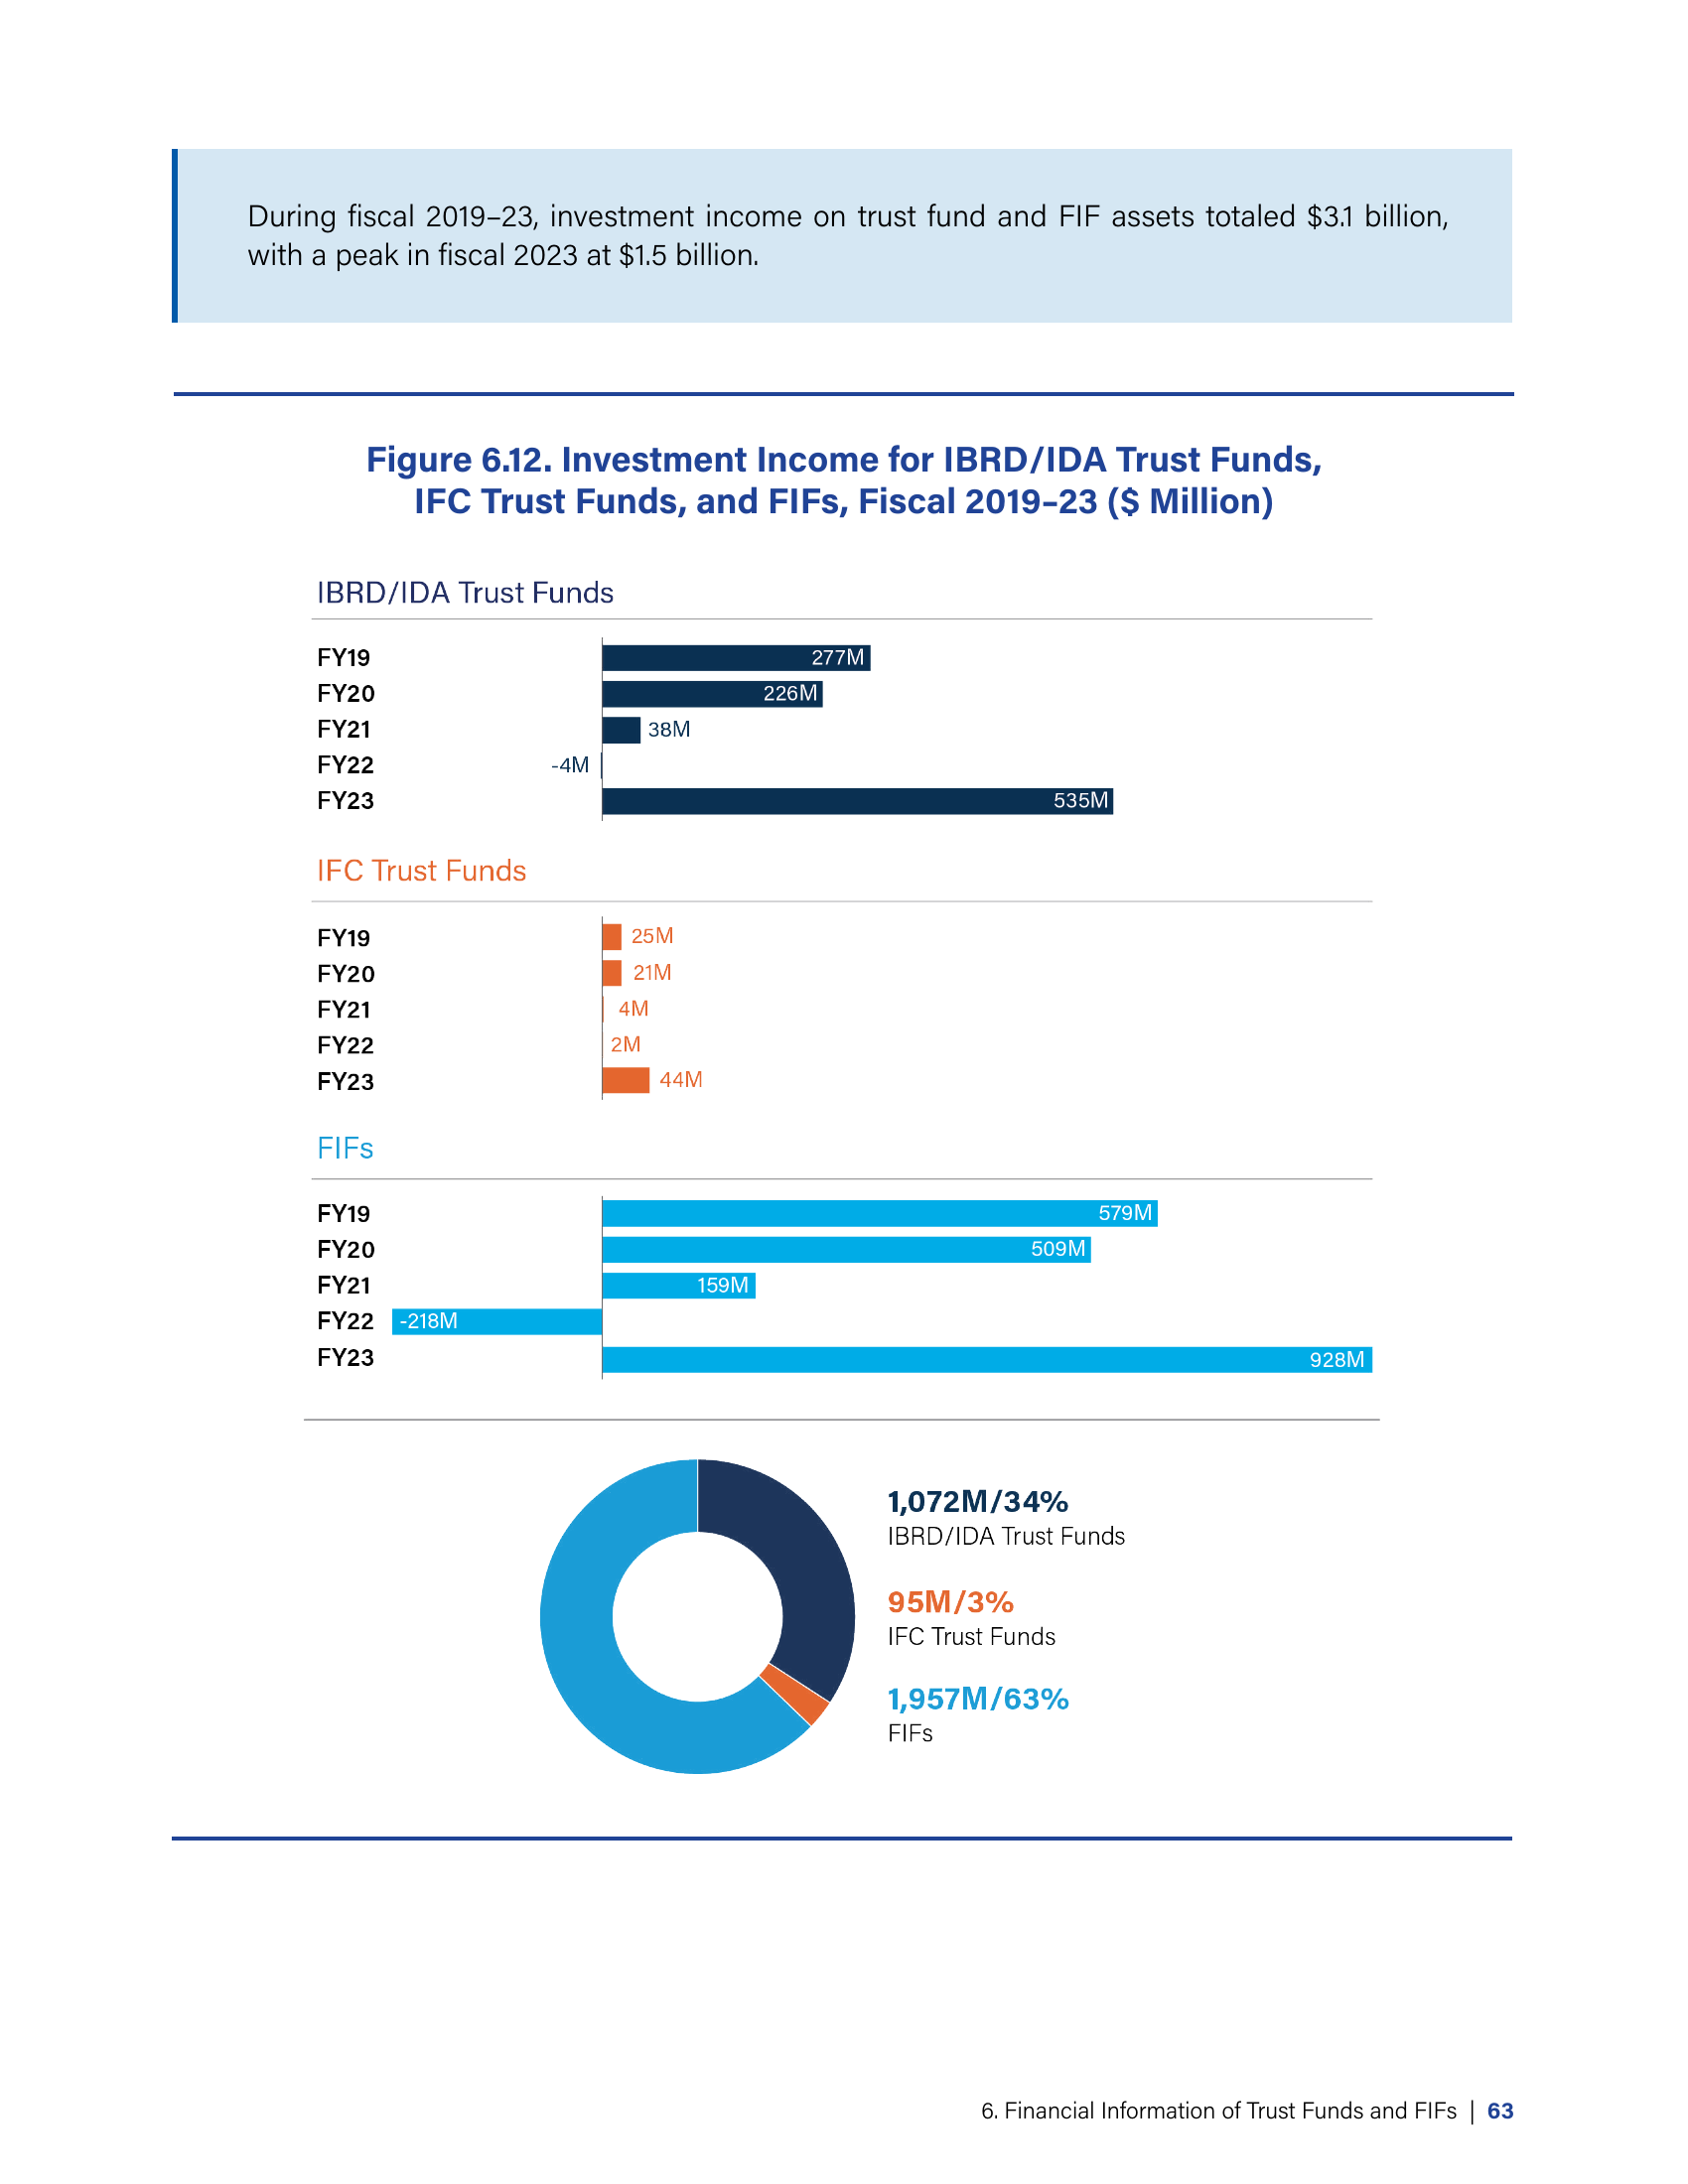 During fiscal 2019–23, investment income on trust fund and FIF assets totaled $3.1 billion,
with a peak in fiscal 2023 at $1.5 billion.
Figure 6.12. Investment Income for IBRD/IDA Trust Funds,
IFC Trust Funds, and FIFs, Fiscal 2019–23 ($ Million)
IBRD/IDA Trust Funds
FY19 277M
FY20 226M
FY21 38M
FY22 -4M
FY23 535M
IFC Trust Funds
FY19 25M
FY20 21M
FY21 4M
FY22 2M
FY23 44M
FIFs
FY19 579M
FY20 509M
FY21 159M
FY22 -218M
FY23 928M
1,072M/34%
IBRD/IDA Trust Funds
95M/3%
IFC Trust Funds
1,957M/63%
FIFs
6. Financial Information of Trust Funds and FIFs | 63